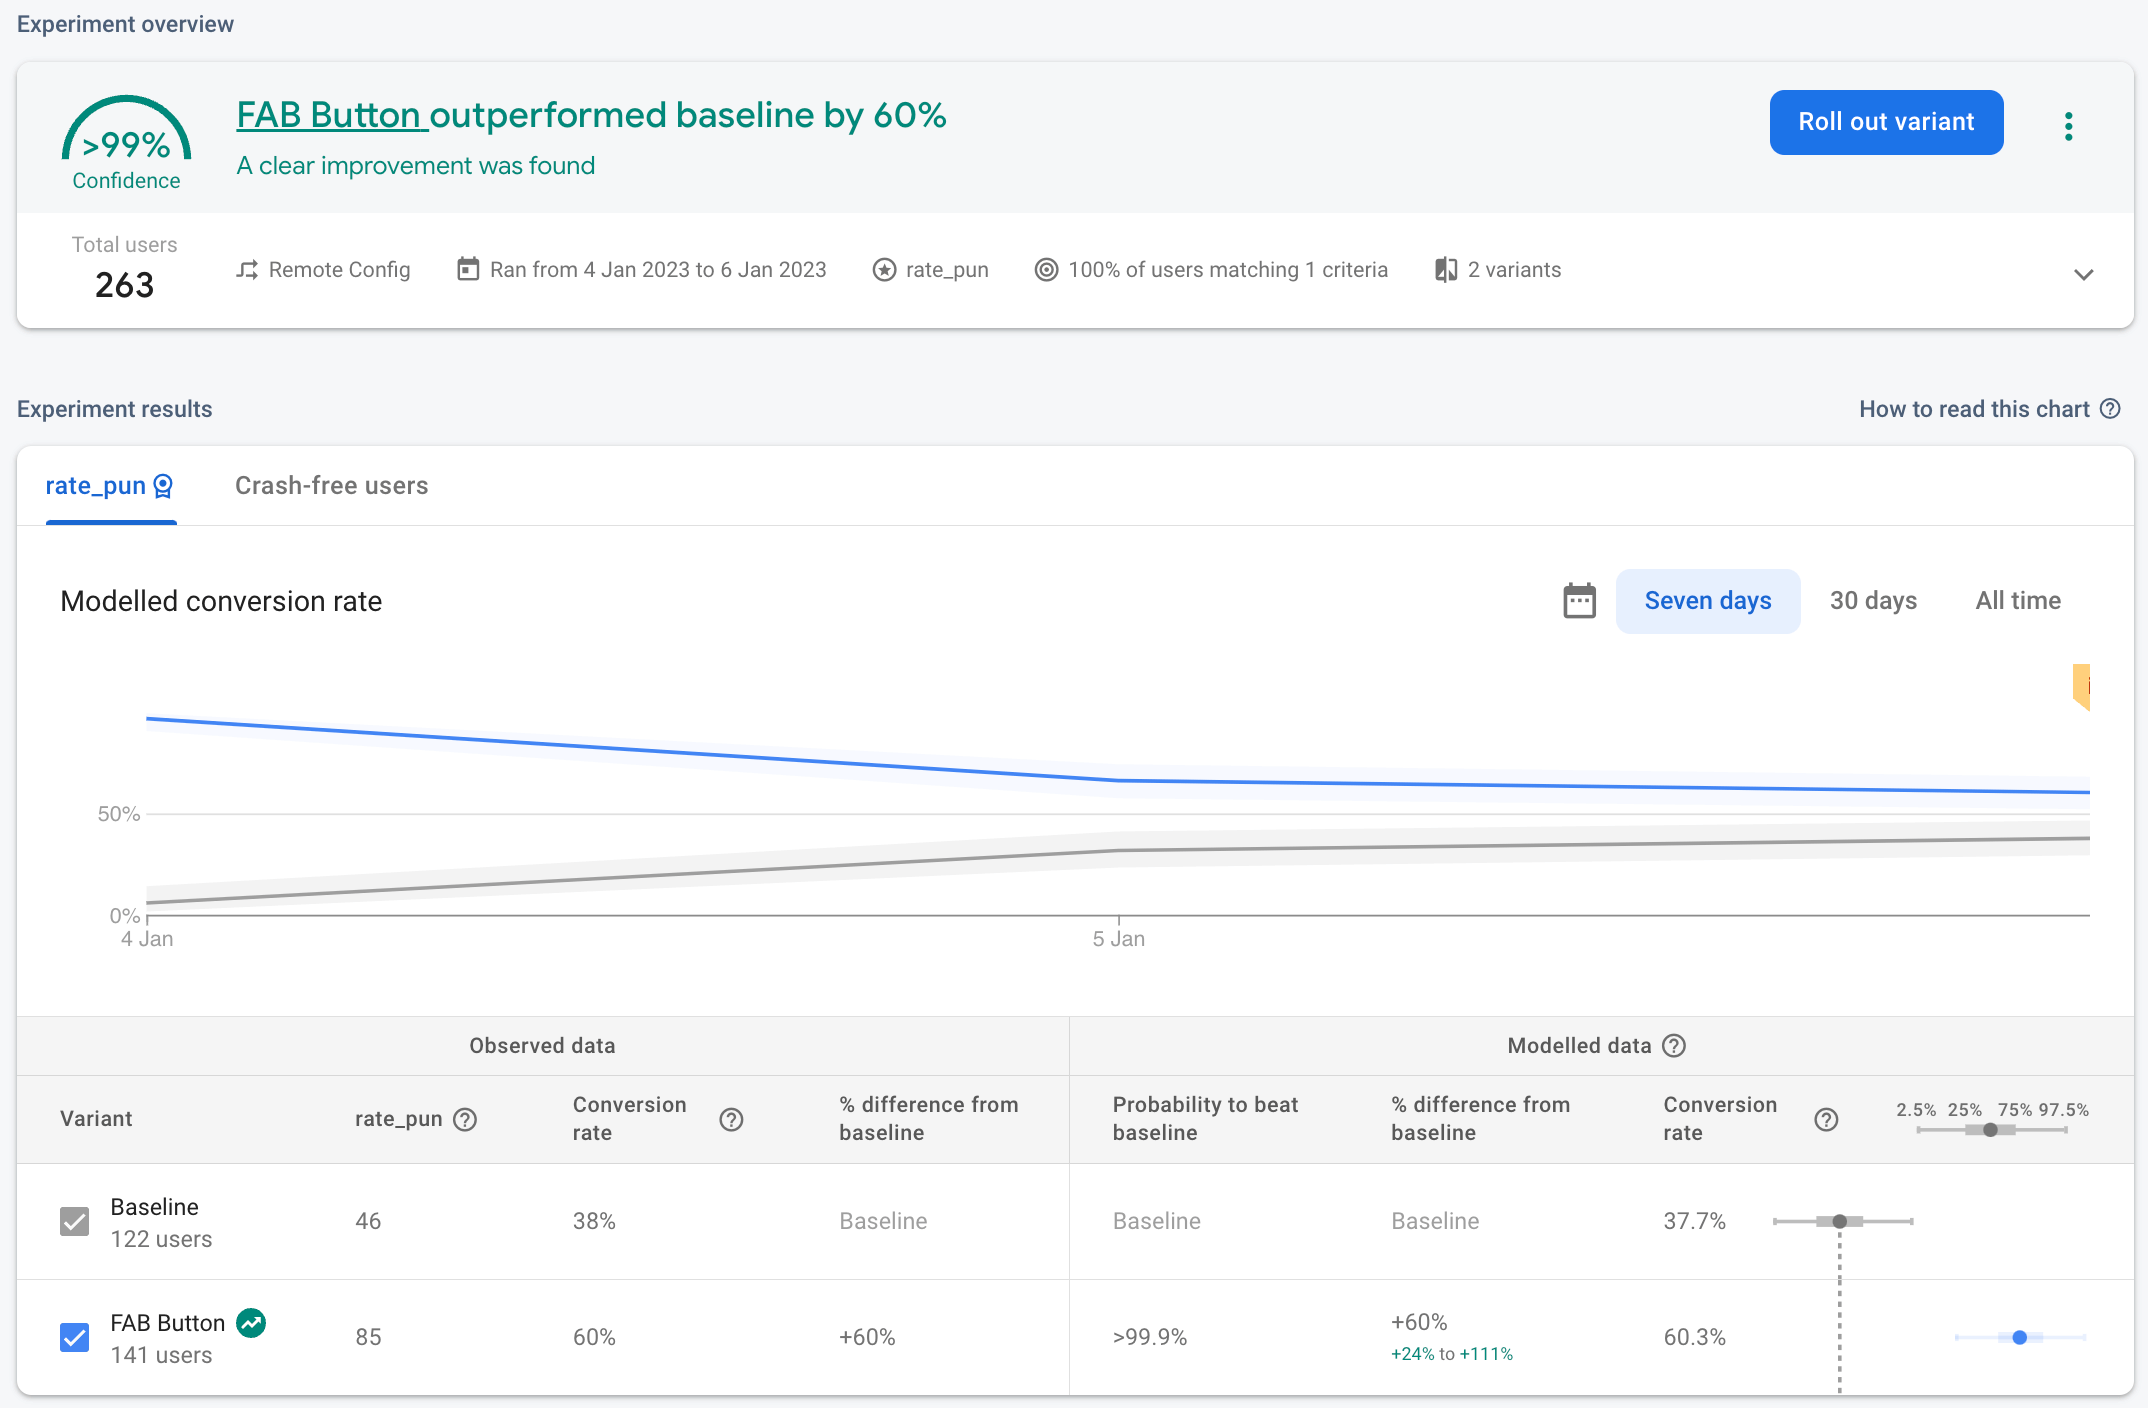 Experiment overview
>99%
Confidence
FAB Button outperformed baseline by 60%
A clear improvement was found
Roll out variant
Total users
263
Remote Config
Ran from 4 Jan 2023 to 6 Jan 2023
rate_pun
100% of users matching 1 criteria
2 variants
Experiment results
How to read this chart
rate_pun
Crash-free users
Modelled conversion rate
Seven days
30 days
All time
50%
0%
4 Jan
5 Jan
Observed data
Modelled data
Variant
rate_pun
Conversion
rate
% difference from
baseline
Probability to beat
baseline
% difference from
baseline
Conversion
rate
2.5% 25% 75% 97.5%
Baseline
122 users
46
38%
Baseline
Baseline
Baseline
37.7%
FAB Button
141 users
85
60%
+60%
>99.9%
+60%
+24% to +111%
60.3%